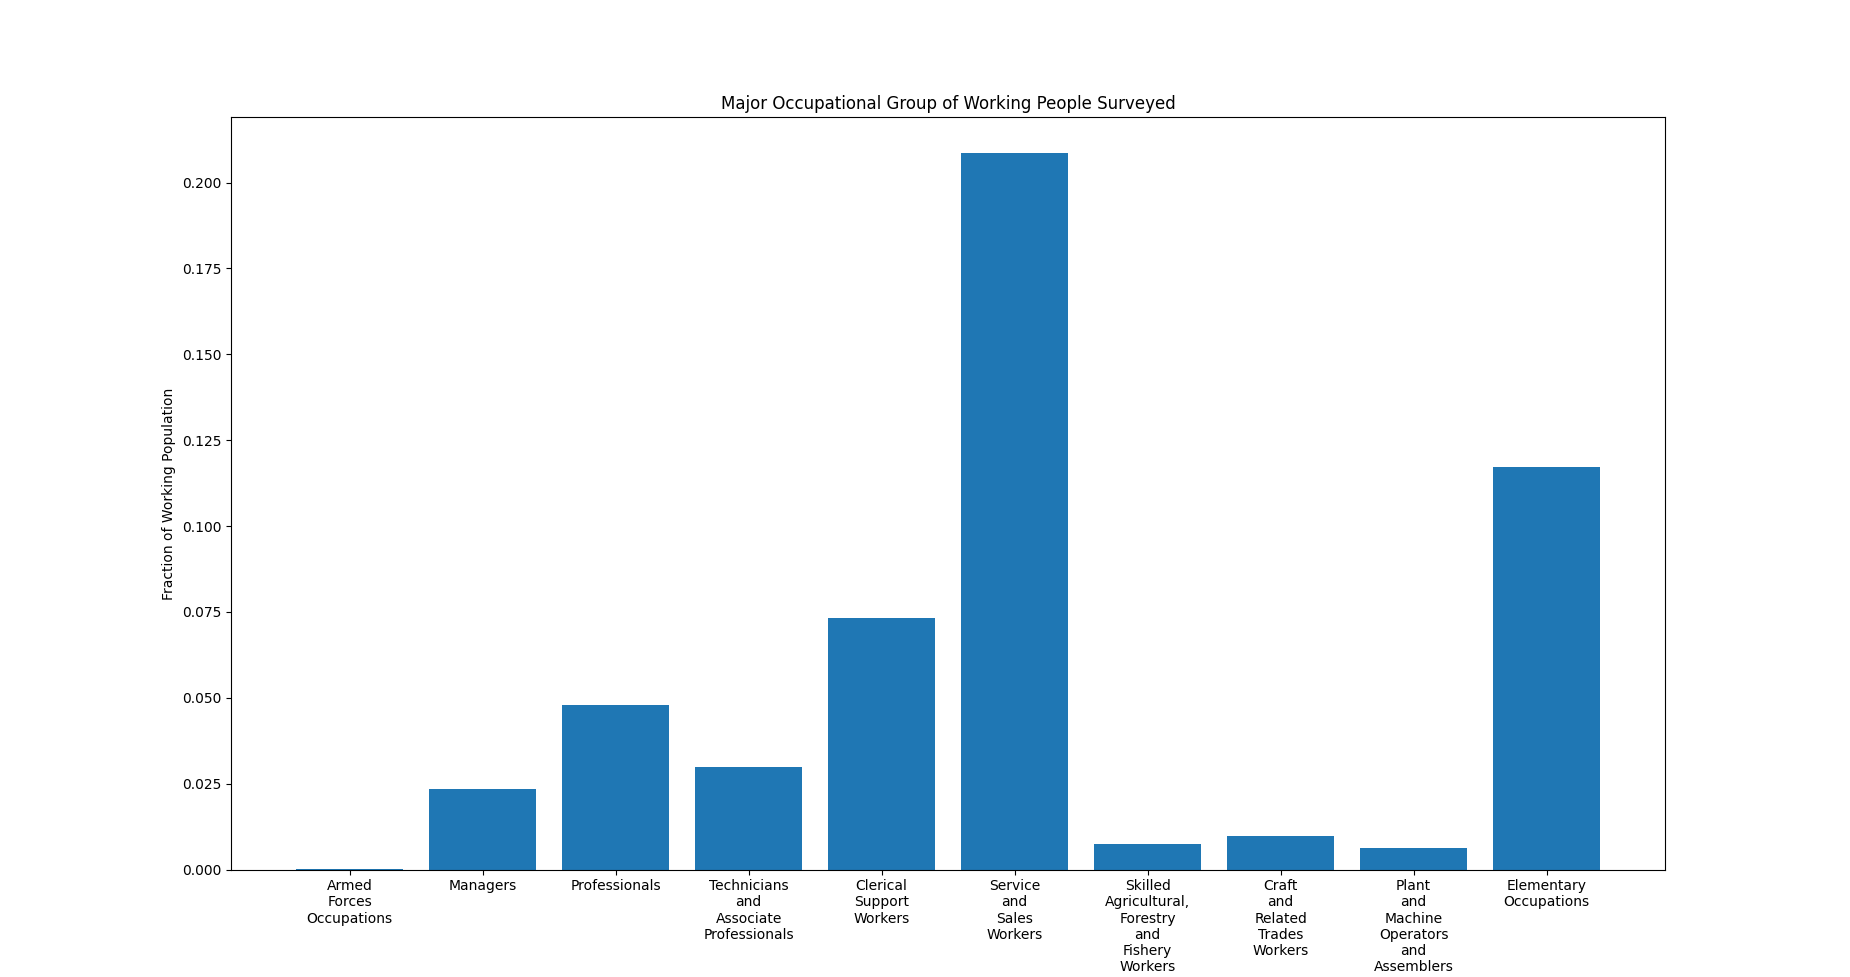 Major Occupational Group of Working People Surveyed
Fraction of Working Population
0.200
0.175
0.150
0.125
0.100
0.075
0.050
0.025
0.000
Armed
Forces
Occupations
Managers
Professionals
Technicians
and
Associate
Professionals
Clerical
Support
Workers
Service
and
Sales
Workers
Skilled
Agricultural,
Forestry
and
Fishery
Workers
Craft
and
Related
Trades
Workers
Plant
and
Machine
Operators
and
Assemblers
Elementary
Occupations